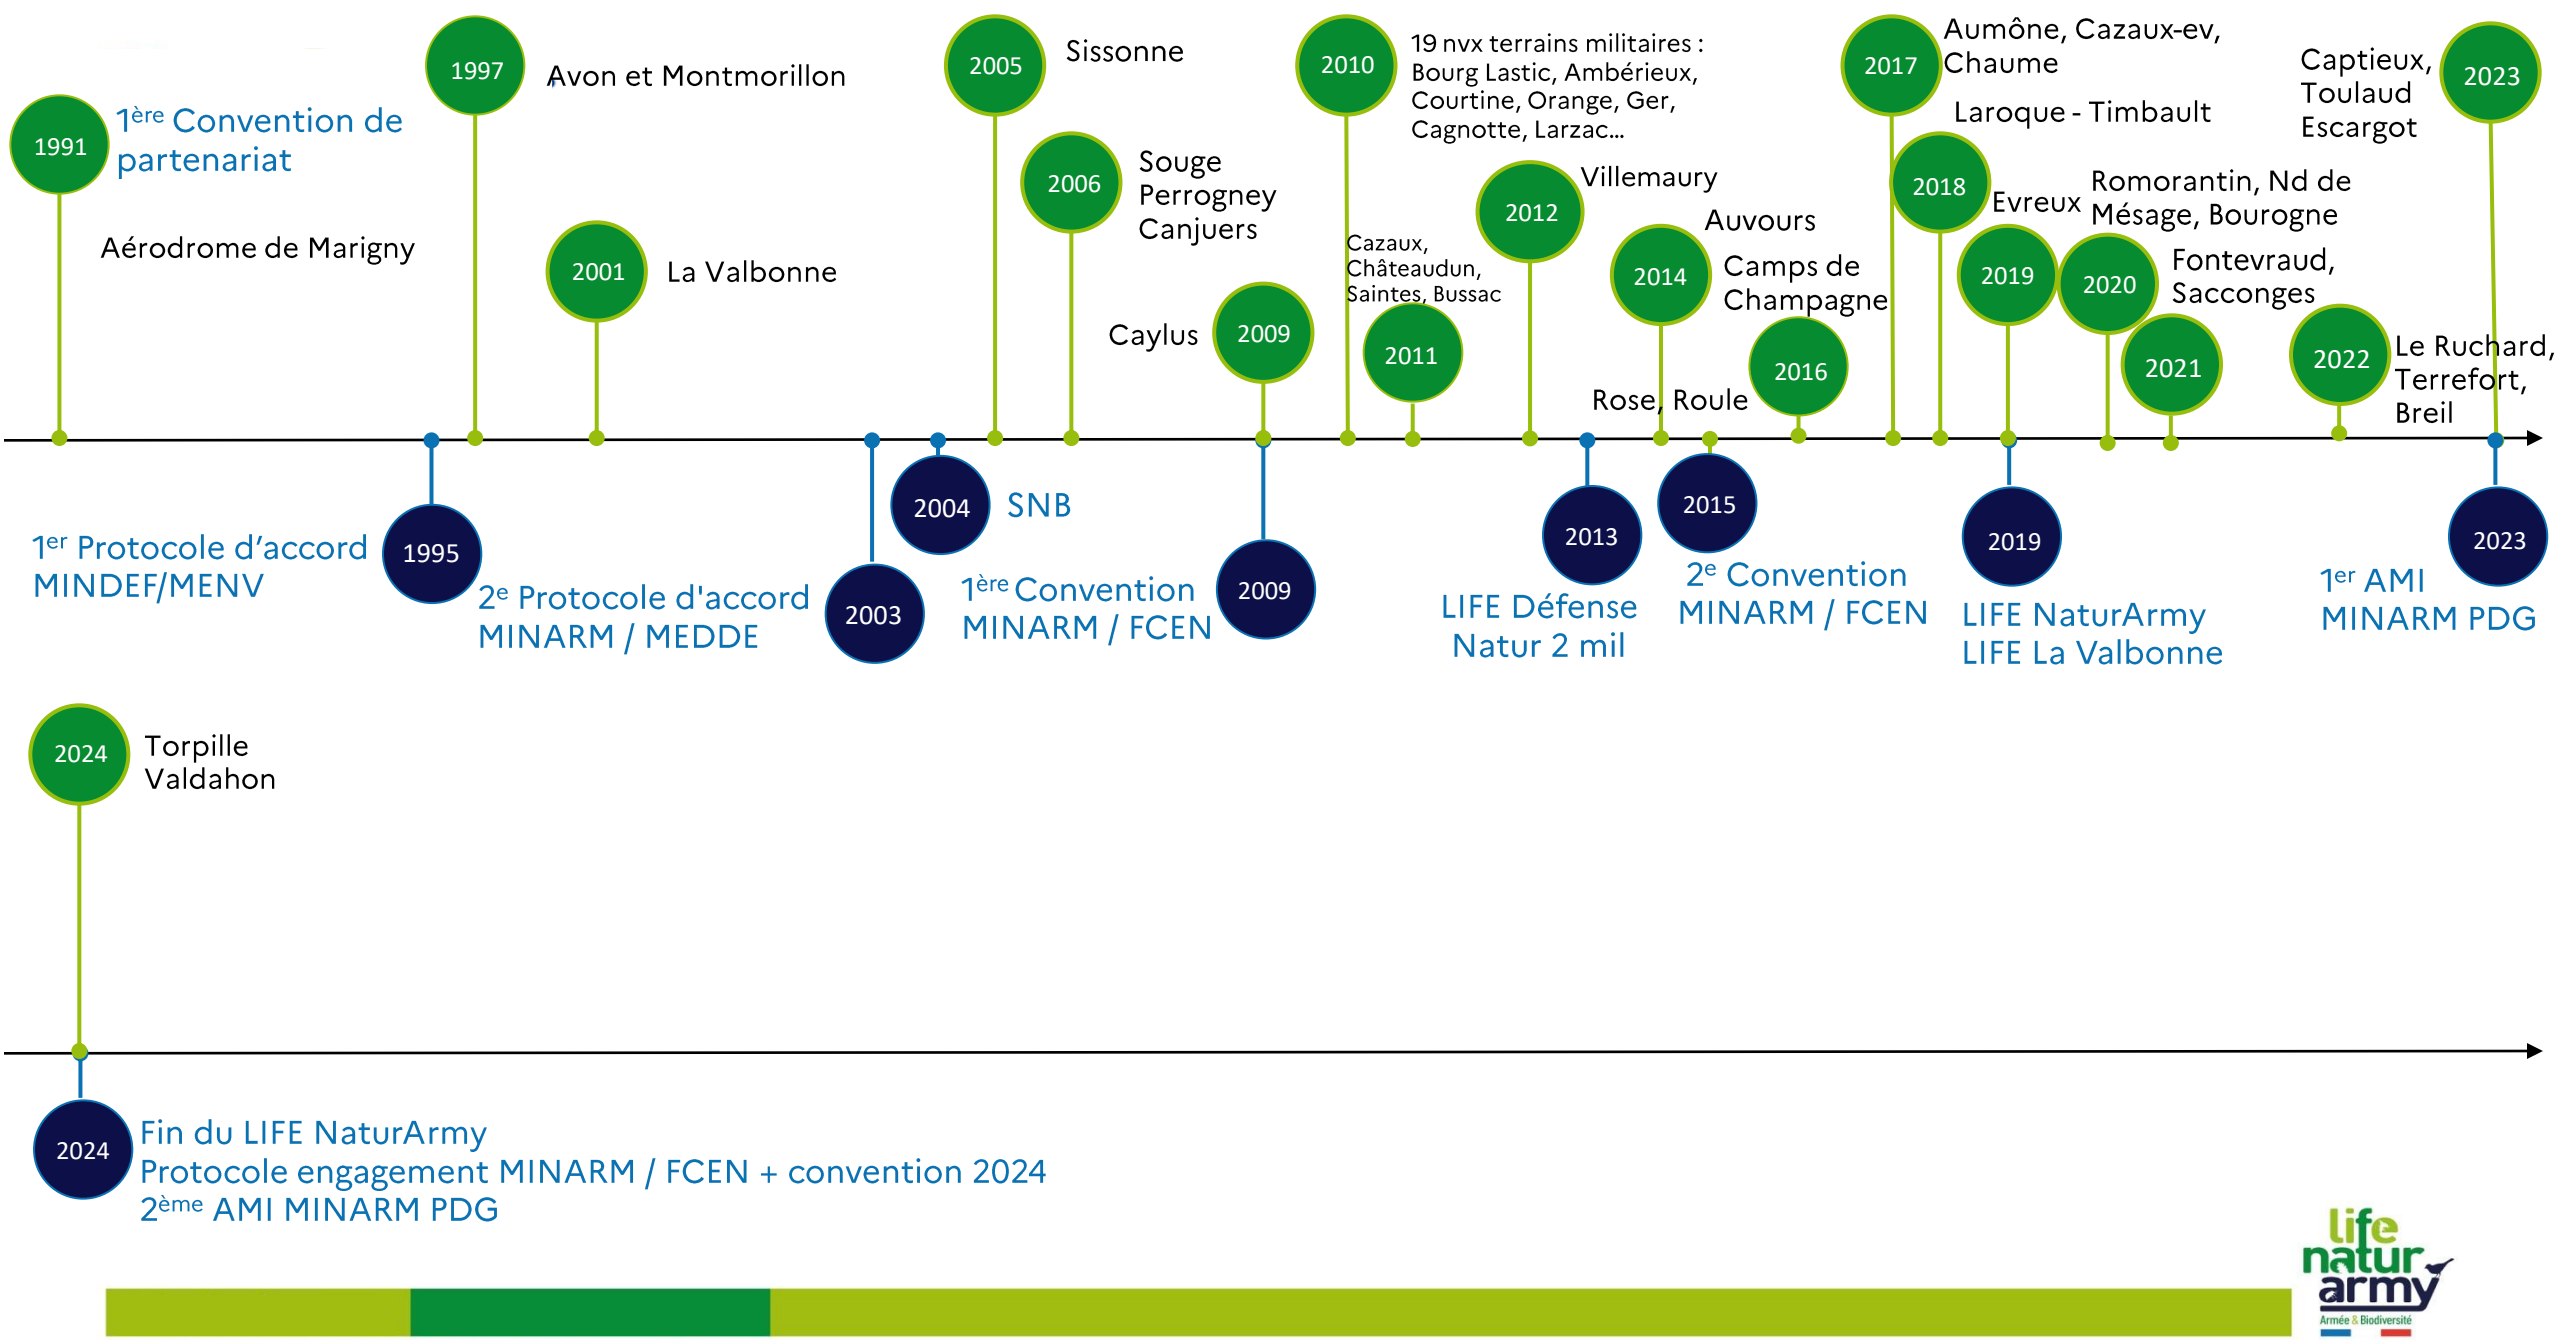 1991
1ère Convention de
partenariat
Aérodrome de Marigny
1997
Avon et Montmorillon
2001
La Valbonne
2005
Sissonne
2006
Souge
Perrogney
Canjuers
Caylus
2009
2010
19 nvx terrains militaires :
Bourg Lastic, Ambérieux,
Courtine, Orange, Ger,
Cagnotte, Larzac...
Cazaux,
Châteaudun,
Saintes, Bussac
2011
2012
Villemaury
2014
Auvours
Rose, Roule
Camps de
Champagne
2016
2017
Aumône, Cazaux-ev,
Chaume
2018
Laroque - Timbault
2019
Evreux
2020
Romorantin, Nd de
Mésage, Bourogne
2021
Fontevraud,
Sacconges
2022
Le Ruchard,
Terrefort,
Breil
Captieux,
Toulaud
Escargot
2023
1er Protocole d’accord
MINDEF/MENV
1995
2e Protocole d'accord
MINARM / MEDDE
2003
2004
SNB
1ère Convention
MINARM / FCEN
2009
2013
LIFE Défense
Natur 2 mil
2015
2e Convention
MINARM / FCEN
2019
LIFE NaturArmy
LIFE La Valbonne
1er AMI
MINARM PDG
2023
2024
Torpille
Valdahon
2024
Fin du LIFE NaturArmy
Protocole engagement MINARM / FCEN + convention 2024
2ème AMI MINARM PDG
life
natur
army
Armée & Biodiversité